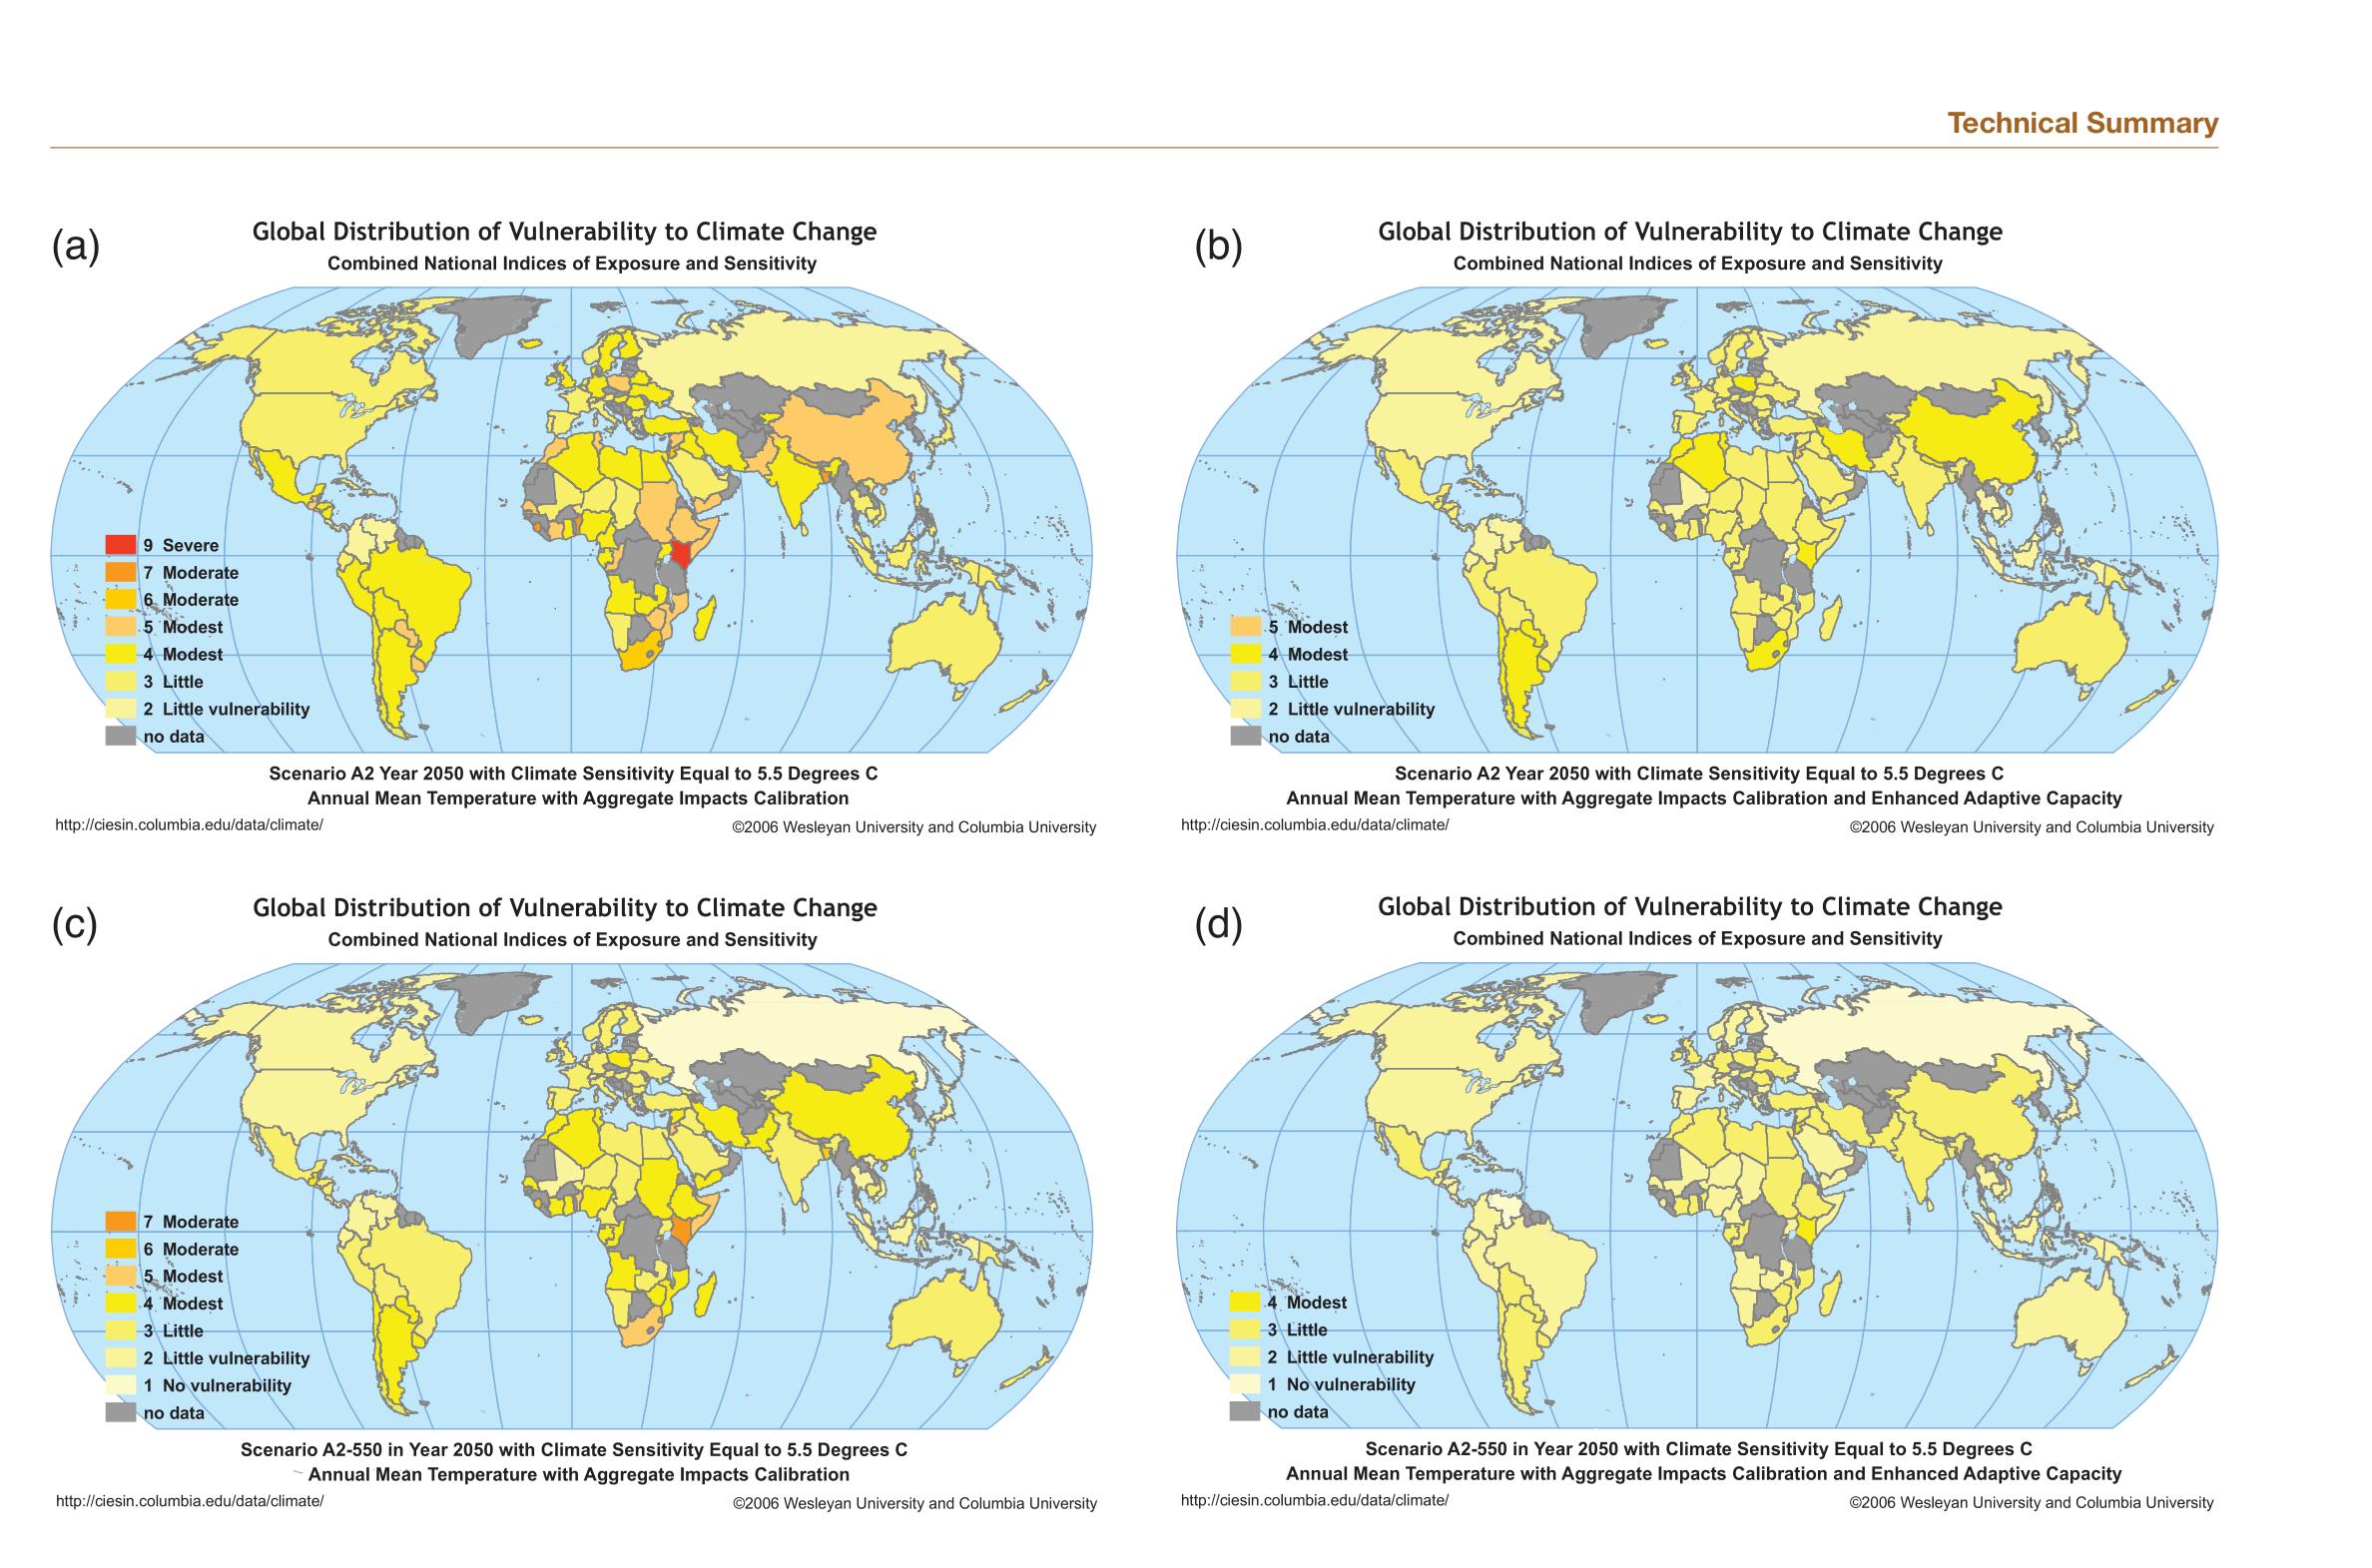 Technical Summary
(a)
Global Distribution of Vulnerability to Climate Change
Combined National Indices of Exposure and Sensitivity
9 Severe
7 Moderate
6 Moderate
5 Modest
4 Modest
3 Little
2 Little vulnerability
no data
Scenario A2 Year 2050 with Climate Sensitivity Equal to 5.5 Degrees C
Annual Mean Temperature with Aggregate Impacts Calibration
http://ciesin.columbia.edu/data/climate/
©2006 Wesleyan University and Columbia University
(b)
Global Distribution of Vulnerability to Climate Change
Combined National Indices of Exposure and Sensitivity
5 Modest
4 Modest
3 Little
2 Little vulnerability
no data
Scenario A2 Year 2050 with Climate Sensitivity Equal to 5.5 Degrees C
Annual Mean Temperature with Aggregate Impacts Calibration and Enhanced Adaptive Capacity
http://ciesin.columbia.edu/data/climate/
©2006 Wesleyan University and Columbia University
(c)
Global Distribution of Vulnerability to Climate Change
Combined National Indices of Exposure and Sensitivity
7 Moderate
6 Moderate
5 Modest
4 Modest
3 Little
2 Little vulnerability
1 No vulnerability
no data
Scenario A2-550 in Year 2050 with Climate Sensitivity Equal to 5.5 Degrees C
Annual Mean Temperature with Aggregate Impacts Calibration
http://ciesin.columbia.edu/data/climate/
©2006 Wesleyan University and Columbia University
(d)
Global Distribution of Vulnerability to Climate Change
Combined National Indices of Exposure and Sensitivity
4 Modest
3 Little
2 Little vulnerability
1 No vulnerability
no data
Scenario A2-550 in Year 2050 with Climate Sensitivity Equal to 5.5 Degrees C
Annual Mean Temperature with Aggregate Impacts Calibration and Enhanced Adaptive Capacity
http://ciesin.columbia.edu/data/climate/
©2006 Wesleyan University and Columbia University